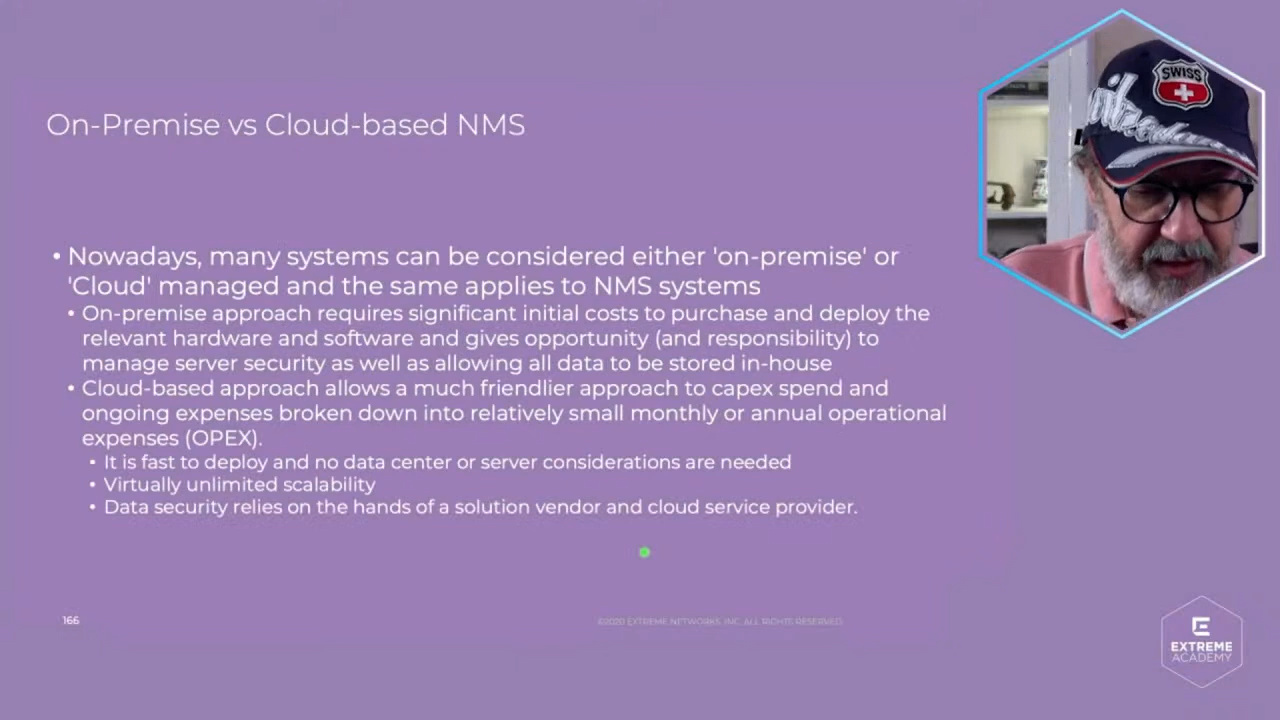 On-Premise vs Cloud-based NMS
• Nowadays, many systems can be considered either 'on-premise' or
'Cloud' managed and the same applies to NMS systems
• On-premise approach requires significant initial costs to purchase and deploy the
relevant hardware and software and gives opportunity (and responsibility) to
manage server security as well as allowing all data to be stored in-house
• Cloud-based approach allows a much friendlier approach to capex spend and
ongoing expenses broken down into relatively small monthly or annual operational
expenses (OPEX).
• It is fast to deploy and no data center or server considerations are needed
• Virtually unlimited scalability
• Data security relies on the hands of a solution vendor and cloud service provider.
166
©2020 EXTREME NETWORKS, INC. ALL RIGHTS RESERVED.
EXTREME
ACADEMY
SWISS